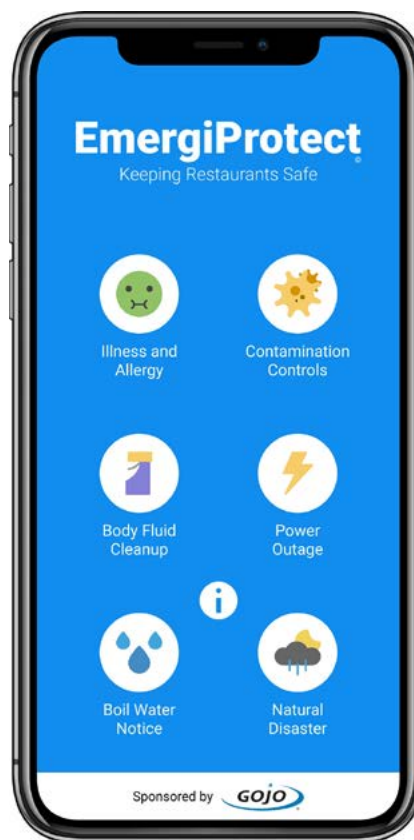 EmergiProtect
®
Keeping Restaurants Safe
Illness and
Allergy
Contamination
Controls
Body Fluid
Cleanup
Power
Outage
i
Boil Water
Notice
Natural
Disaster
Sponsored by GOJO